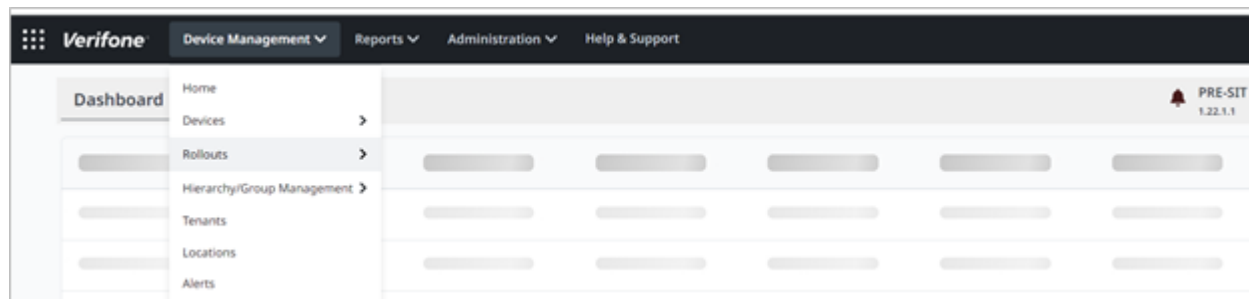 Verifone Device Management Reports Administration Help & Support
Dashboard
PRE-SIT
1.22.1.1
Home
Devices
Rollouts
Hierarchy/Group Management
Tenants
Locations
Alerts